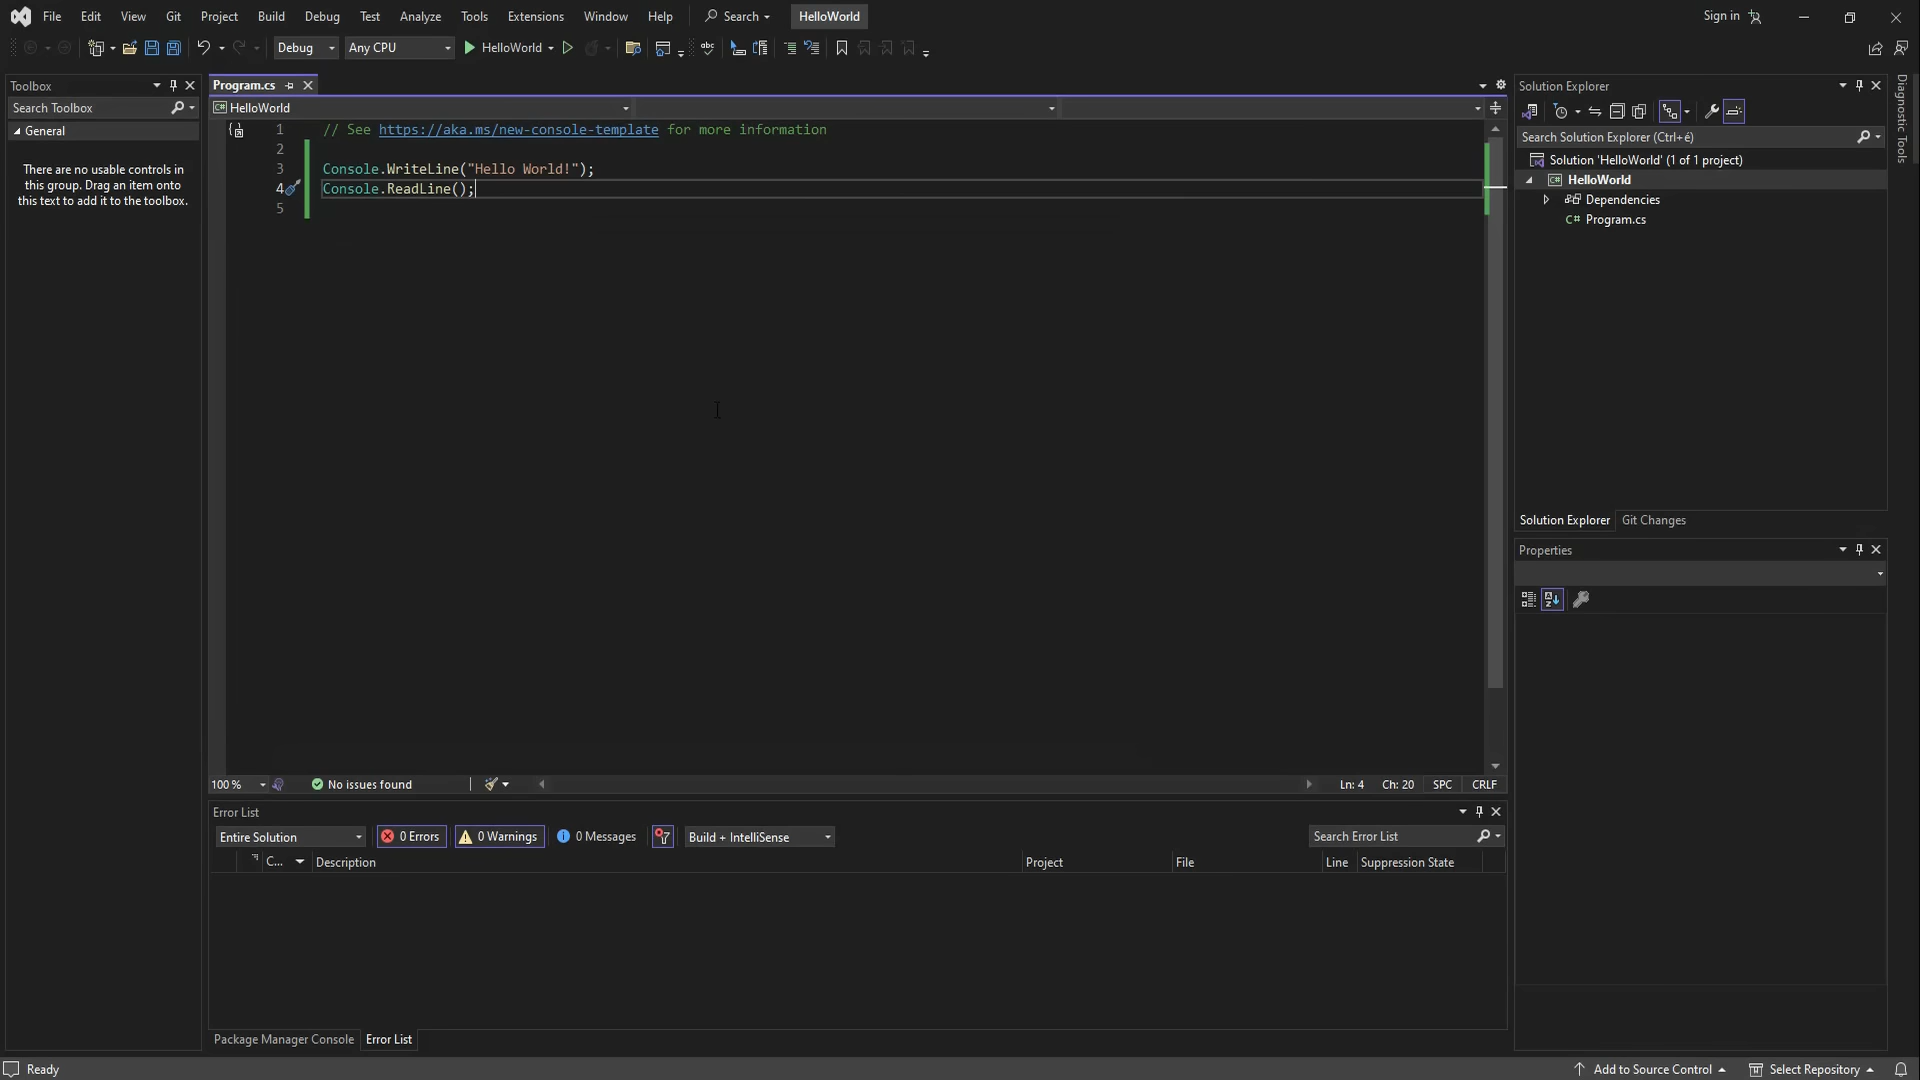 File Edit View Git Project Build Debug Test Analyze Tools Extensions Window Help Search HelloWorld Sign in
Debug Any CPU HelloWorld
Toolbox
Search Toolbox
General
There are no usable controls in
this group. Drag an item onto
this text to add it to the toolbox.
Program.cs
C# HelloWorld
1 // See https://aka.ms/new-console-template for more information
2
3 Console.WriteLine("Hello World!");
4 Console.ReadLine();
5
100 % No issues found Ln: 4 Ch: 20 SPC CRLF
Error List
Entire Solution 0 Errors 0 Warnings 0 Messages Build + IntelliSense Search Error List
C... Description Project File Line Suppression State
Package Manager Console Error List
Solution Explorer
Search Solution Explorer (Ctrl+é)
Solution 'HelloWorld' (1 of 1 project)
C# HelloWorld
Dependencies
C# Program.cs
Solution Explorer Git Changes
Properties
Diagnostic Tools
Ready Add to Source Control Select Repository